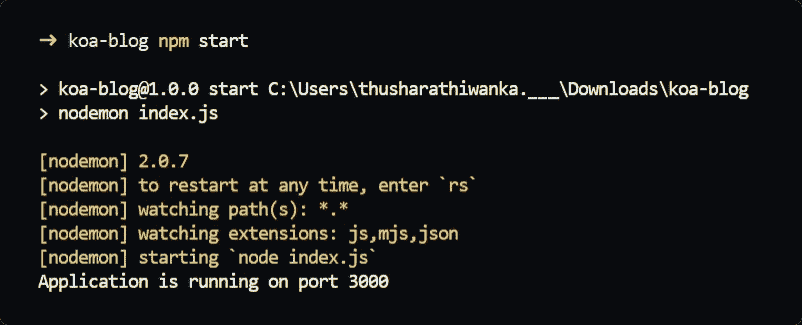 → koa-blog npm start
> koa-blog@1.0.0 start C:\Users\thusharathiwanka.___\Downloads\koa-blog
> nodemon index.js
[nodemon] 2.0.7
[nodemon] to restart at any time, enter `rs`
[nodemon] watching path(s): *.*
[nodemon] watching extensions: js,mjs,json
[nodemon] starting `node index.js`
Application is running on port 3000